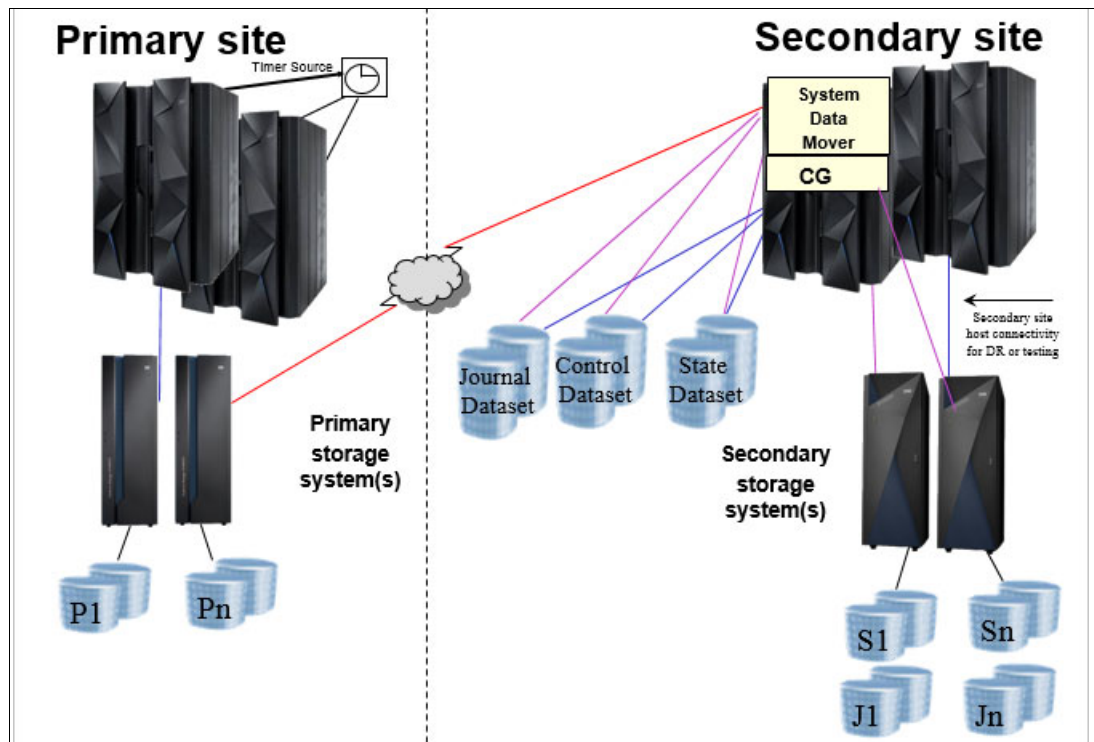 Primary site
Timer Source
Secondary site
System
Data
Mover
CG
Secondary site
host connectivity
for DR or testing
Journal
Dataset
Control
Dataset
State
Dataset
Primary
storage
system(s)
Secondary
storage
system(s)
P1
Pn
S1
Sn
J1
Jn